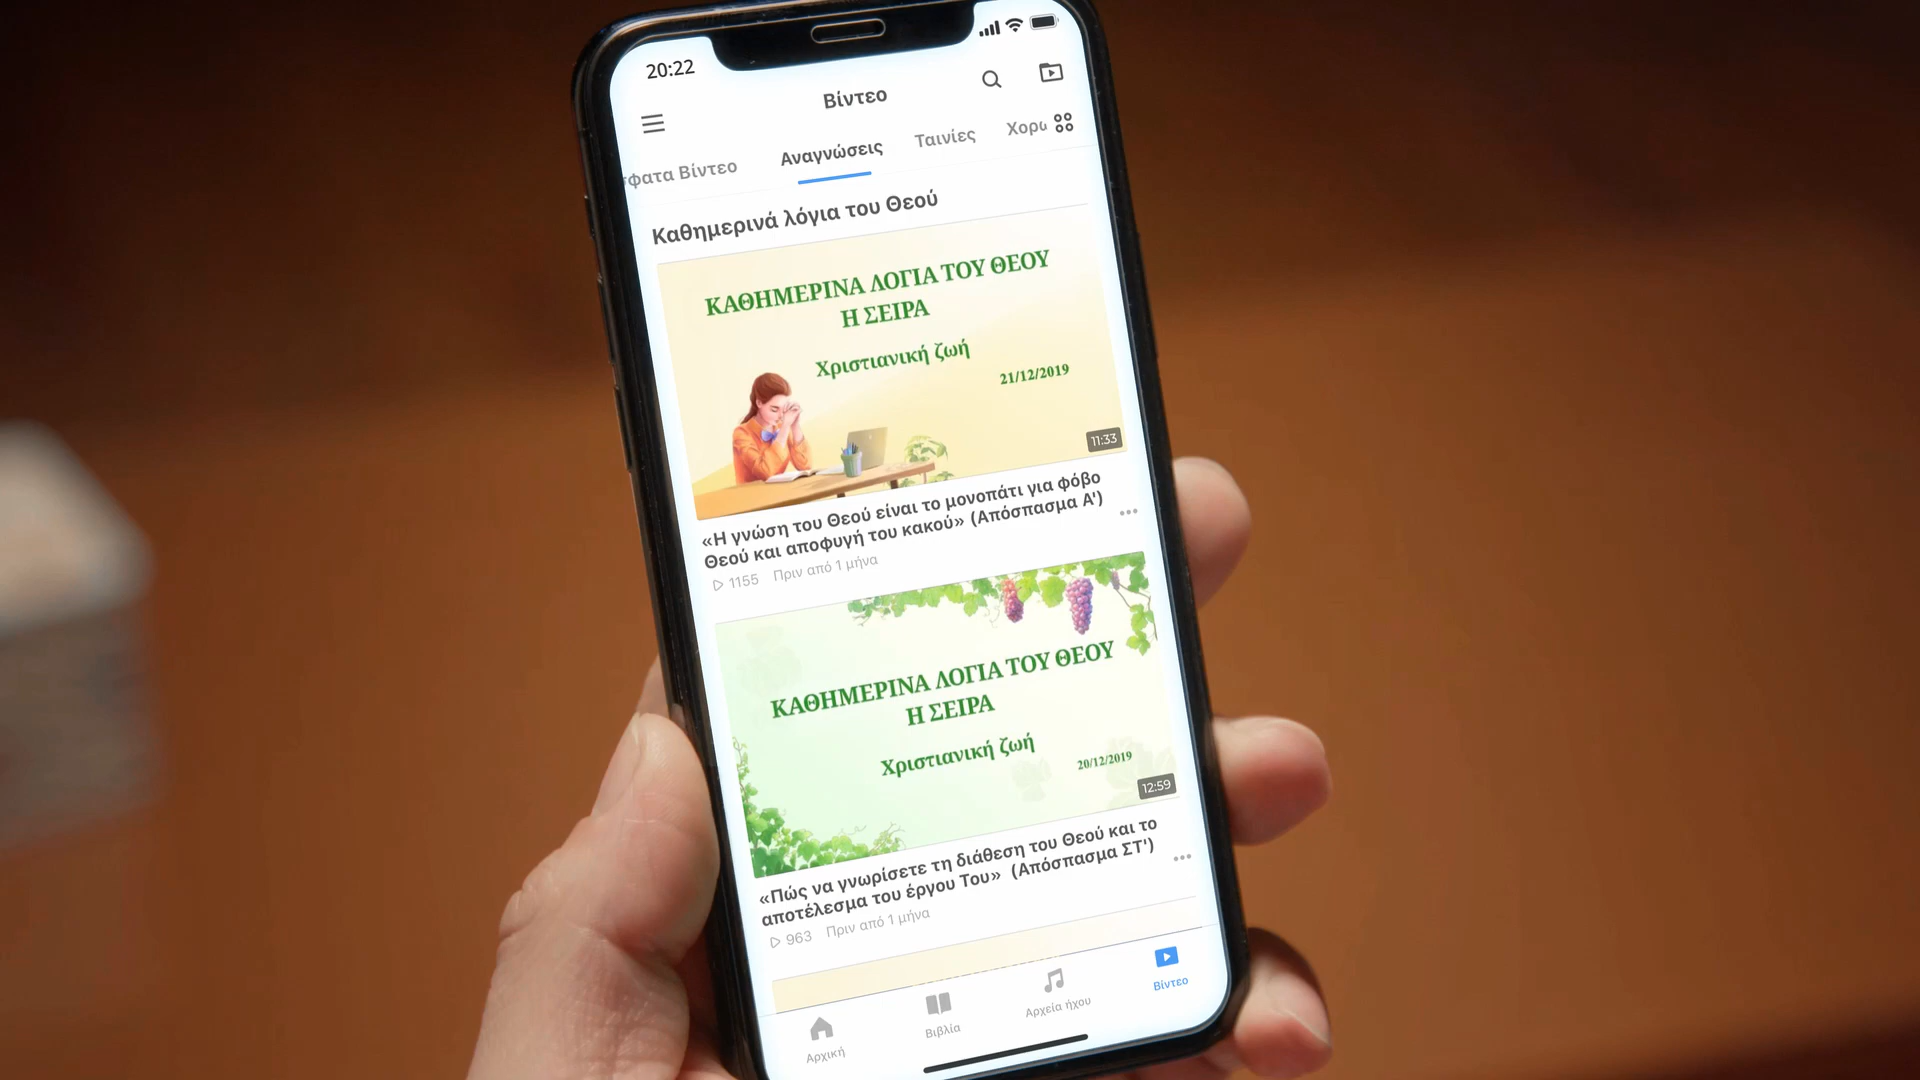 20:22
Βίντεο
Βίντεο Αναγνώσεις Ταινίες
Καθημερινά λόγια του Θεού
ΚΑΘΗΜΕΡΙΝΑ ΛΟΓΙΑ ΤΟΥ ΘΕΟΥ
Η ΣΕΙΡΑ
Χριστιανική ζωή
21/12/2019
11:33
«Η γνώση του Θεού είναι το μονοπάτι για φόβο
Θεού και αποφυγή του κακού» (Απόσπασμα Α')
1155 Πριν από 1 μήνα
ΚΑΘΗΜΕΡΙΝΑ ΛΟΓΙΑ ΤΟΥ ΘΕΟΥ
Η ΣΕΙΡΑ
Χριστιανική ζωή
20/12/2019
12:59
«Πώς να γνωρίσετε τη διάθεση του Θεού και το
αποτέλεσμα του έργου Του» (Απόσπασμα ΣΤ')
963 Πριν από 1 μήνα
Αρχική Βιβλία Αρχεία ήχου Βίντεο